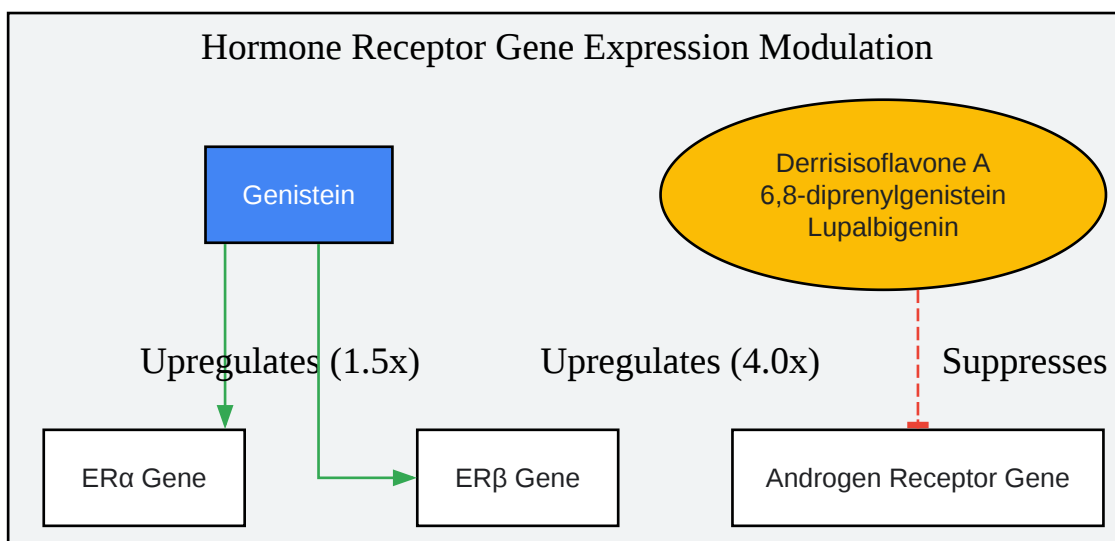 Hormone Receptor Gene Expression Modulation
Genistein
Derrisisoflavone A
6,8-diprenylgenistein
Lupalbigenin
Upregulates (1.5x)
Upregulates (4.0x)
Suppresses
ERα Gene
ERβ Gene
Androgen Receptor Gene